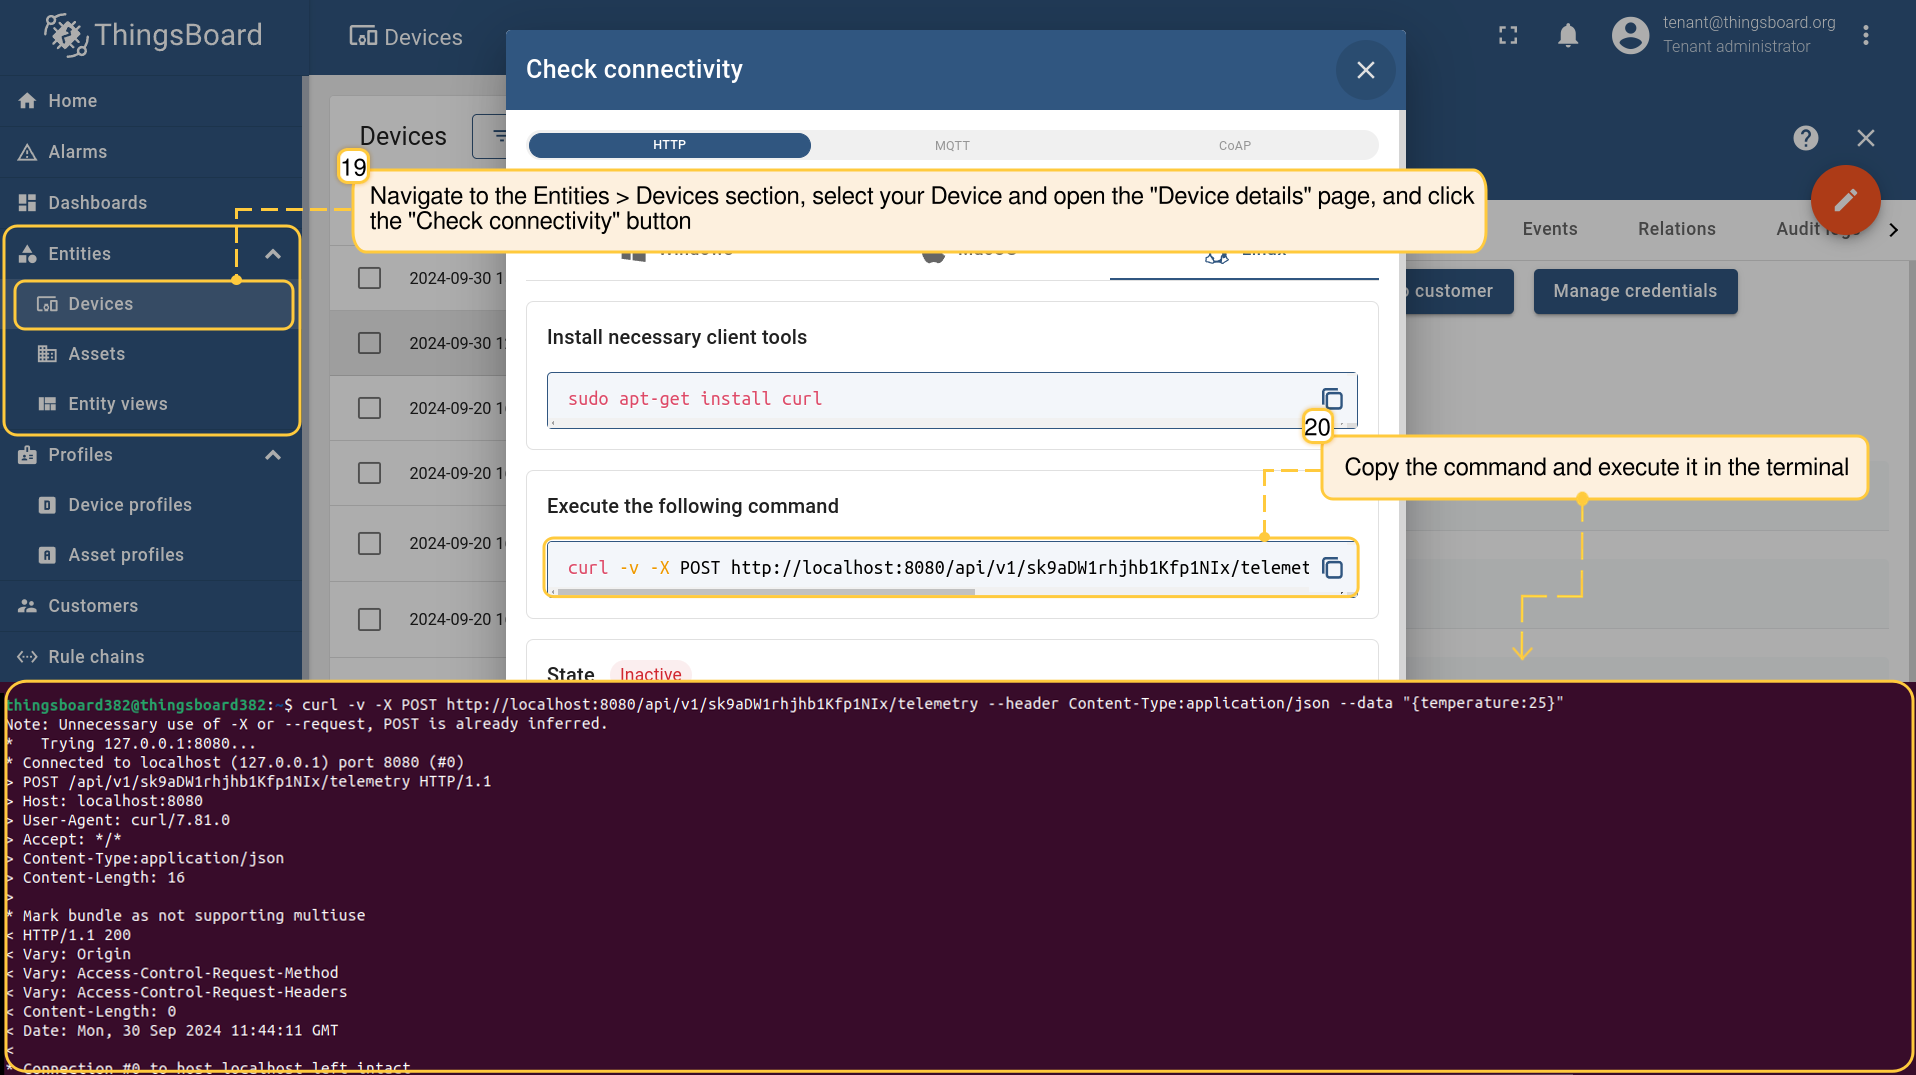 ThingsBoard
Devices
tenant@thingsboard.org
Tenant administrator
Check connectivity
Home
Alarms
Dashboards
Entities
Devices
Assets
Entity views
Profiles
Device profiles
Asset profiles
Customers
Rule chains
Devices
HTTP
MQTT
CoAP
19
Navigate to the Entities > Devices section, select your Device and open the "Device details" page, and click
the "Check connectivity" button
Events
Relations
Audit logs
customer
Manage credentials
2024-09-30 1
2024-09-30 1
2024-09-20 1
2024-09-20 1
2024-09-20 1
2024-09-20 1
Windows
MacOS
Linux
Install necessary client tools
sudo apt-get install curl
20
Copy the command and execute it in the terminal
Execute the following command
curl -v -X POST http://localhost:8080/api/v1/sk9aDW1rhjhb1Kfp1NIx/telemet
State
Inactive
thingsboard382@thingsboard382:~$ curl -v -X POST http://localhost:8080/api/v1/sk9aDW1rhjhb1Kfp1NIx/telemetry --header Content-Type:application/json --data "{temperature:25}"
Note: Unnecessary use of -X or --request, POST is already inferred.
*   Trying 127.0.0.1:8080...
* Connected to localhost (127.0.0.1) port 8080 (#0)
> POST /api/v1/sk9aDW1rhjhb1Kfp1NIx/telemetry HTTP/1.1
> Host: localhost:8080
> User-Agent: curl/7.81.0
> Accept: */*
> Content-Type:application/json
> Content-Length: 16
>
* Mark bundle as not supporting multiuse
< HTTP/1.1 200
< Vary: Origin
< Vary: Access-Control-Request-Method
< Vary: Access-Control-Request-Headers
< Content-Length: 0
< Date: Mon, 30 Sep 2024 11:44:11 GMT
<
* Connection #0 to host localhost left intact